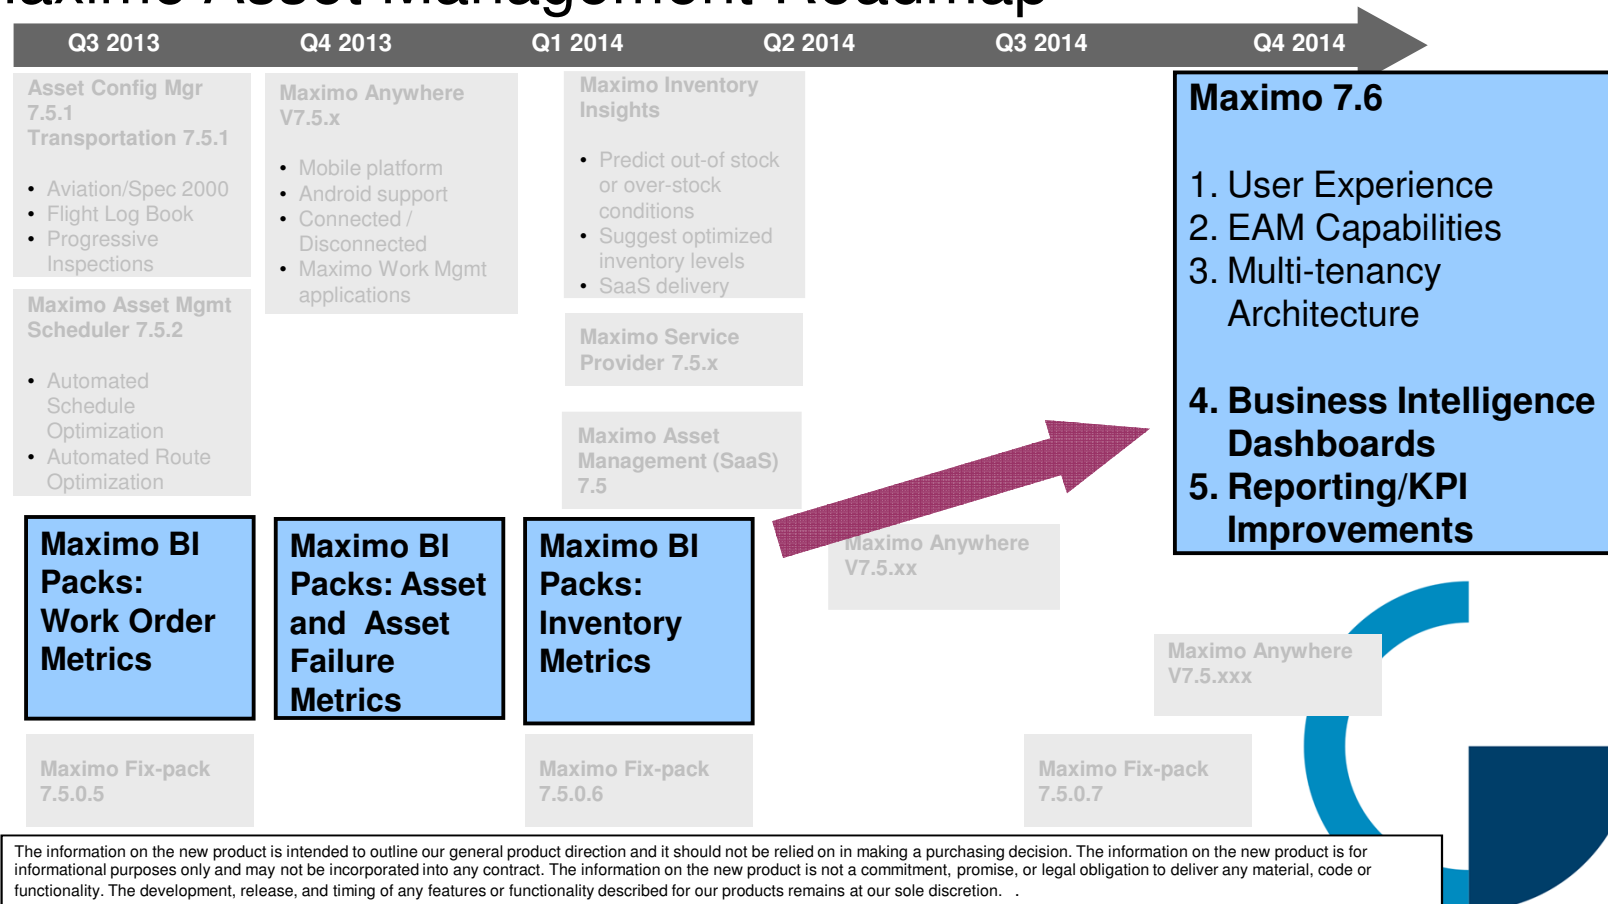 Maximo Asset Management Roadmap
Q3 2013
Q4 2013
Q1 2014
Q2 2014
Q3 2014
Q4 2014
Asset Config Mgr
7.5.1
Transportation 7.5.1
• Aviation/Spec 2000
• Flight Log Book
• Progressive
Inspections
Maximo Asset Mgmt
Scheduler 7.5.2
• Automated
Schedule
Optimization
• Automated Route
Optimization
Maximo BI
Packs:
Work Order
Metrics
Maximo Fix-pack
7.5.0.5
Maximo Anywhere
V7.5.x
• Mobile platform
• Android support
• Connected /
Disconnected
• Maximo Work Mgmt
applications
Maximo BI
Packs: Asset
and Asset
Failure
Metrics
Maximo Inventory
Insights
• Predict out-of stock
or over-stock
conditions
• Suggest optimized
inventory levels
• SaaS delivery
Maximo Service
Provider 7.5.x
Maximo Asset
Management (SaaS)
7.5
Maximo BI
Packs:
Inventory
Metrics
Maximo Fix-pack
7.5.0.6
Maximo Anywhere
V7.5.xx
Maximo Fix-pack
7.5.0.7
Maximo 7.6
1. User Experience
2. EAM Capabilities
3. Multi-tenancy
Architecture
4. Business Intelligence
Dashboards
5. Reporting/KPI
Improvements
Maximo Anywhere
V7.5.xxx
The information on the new product is intended to outline our general product direction and it should not be relied on in making a purchasing decision. The information on the new product is for
informational purposes only and may not be incorporated into any contract. The information on the new product is not a commitment, promise, or legal obligation to deliver any material, code or
functionality. The development, release, and timing of any features or functionality described for our products remains at our sole discretion. .